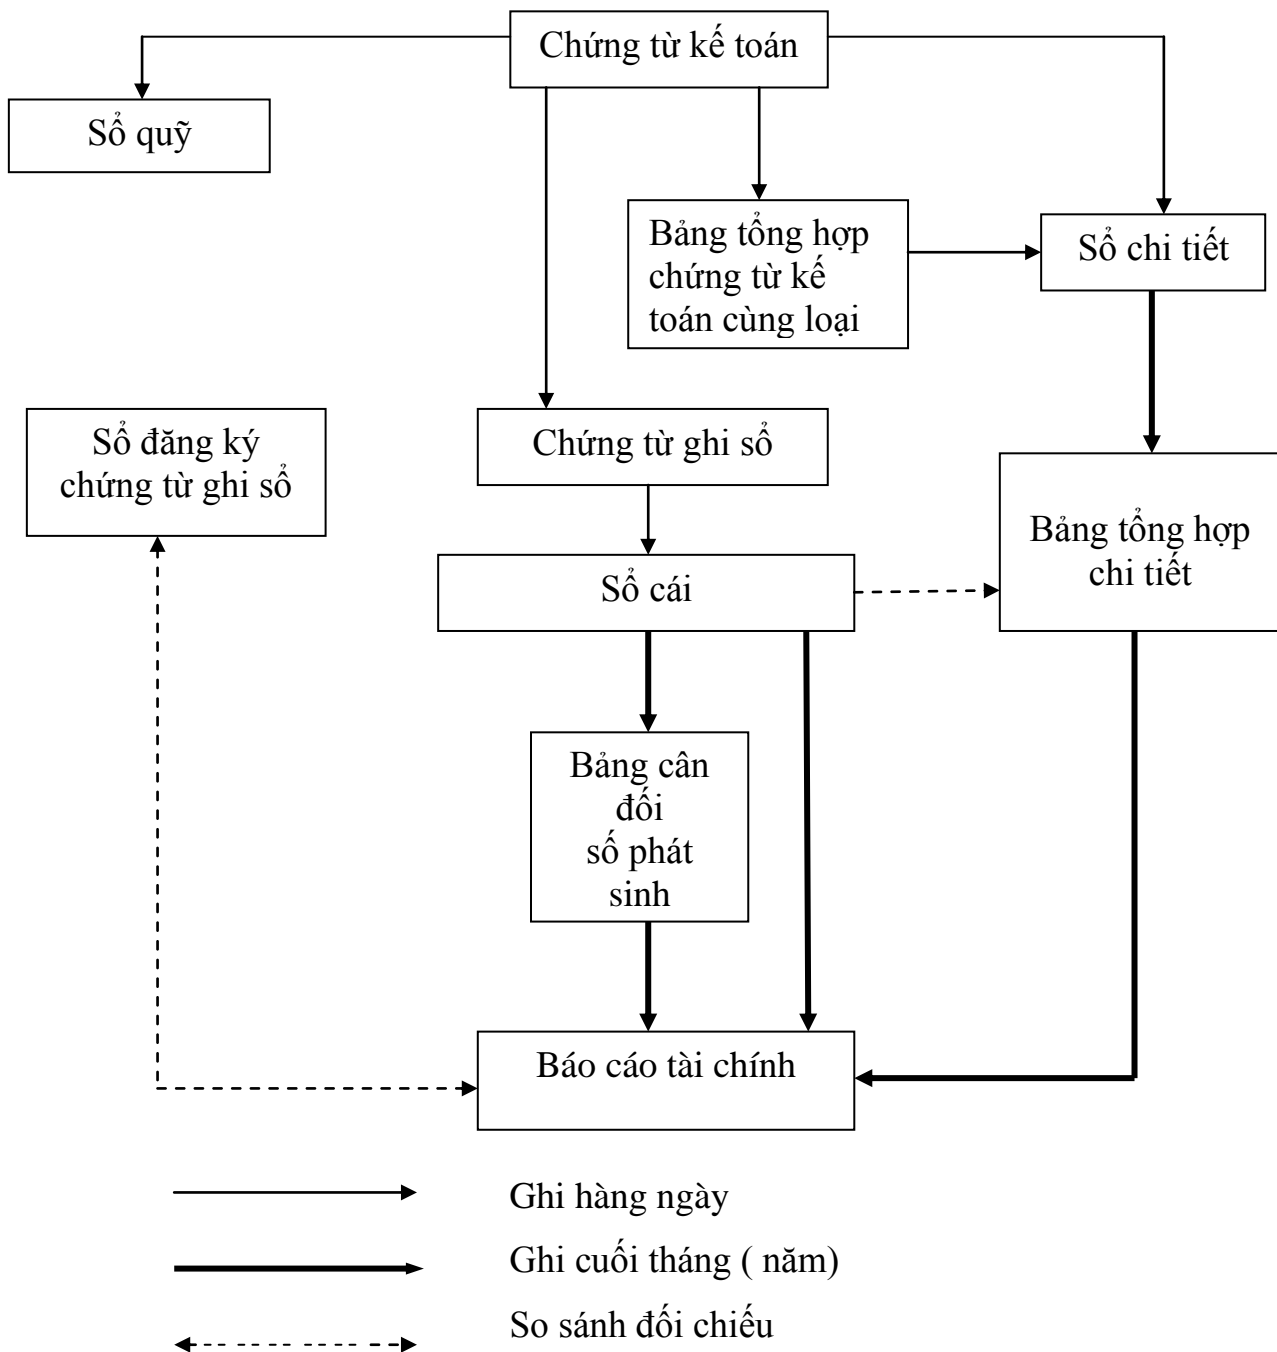 Chứng từ kế toán
Sổ quỹ
Bảng tổng hợp
chứng từ kế
toán cùng loại
Sổ chi tiết
Sổ đăng ký
chứng từ ghi sổ
Chứng từ ghi sổ
Bảng tổng hợp
chi tiết
Sổ cái
Bảng cân
đối
số phát
sinh
Báo cáo tài chính
Ghi hàng ngày
Ghi cuối tháng ( năm)
So sánh đối chiếu